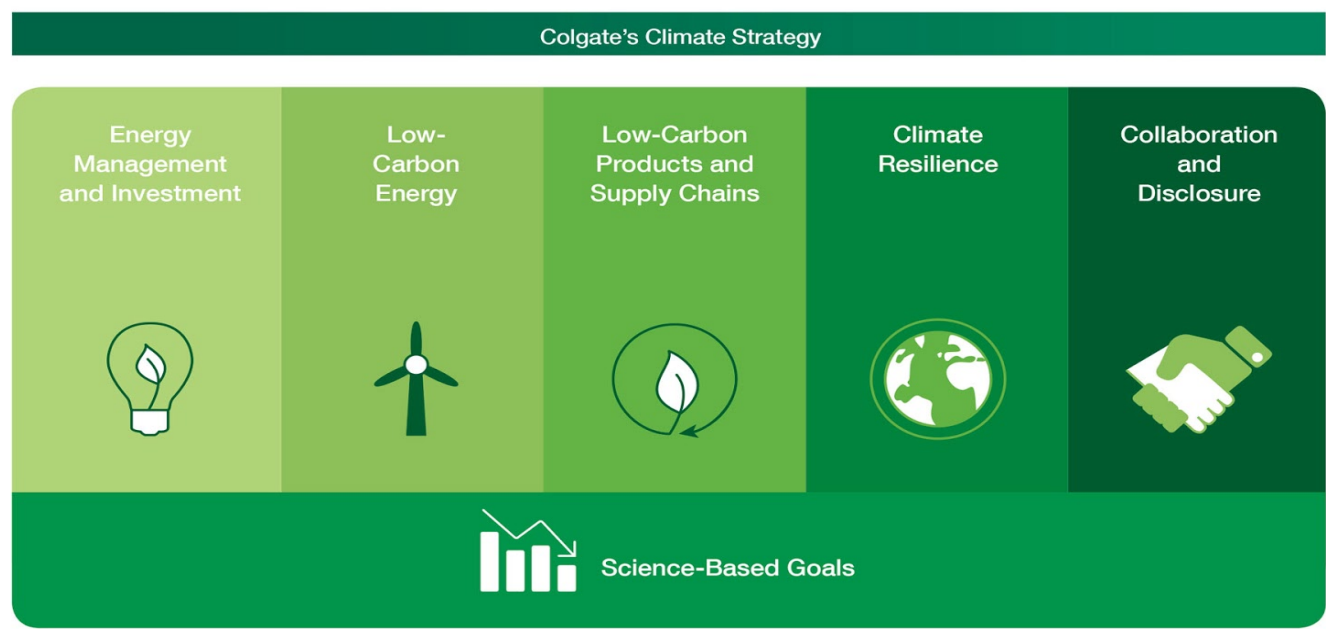 Colgate’s Climate Strategy
Energy
Management
and Investment
Low-
Carbon
Energy
Low-Carbon
Products and
Supply Chains
Climate
Resilience
Collaboration
and
Disclosure
Science-Based Goals